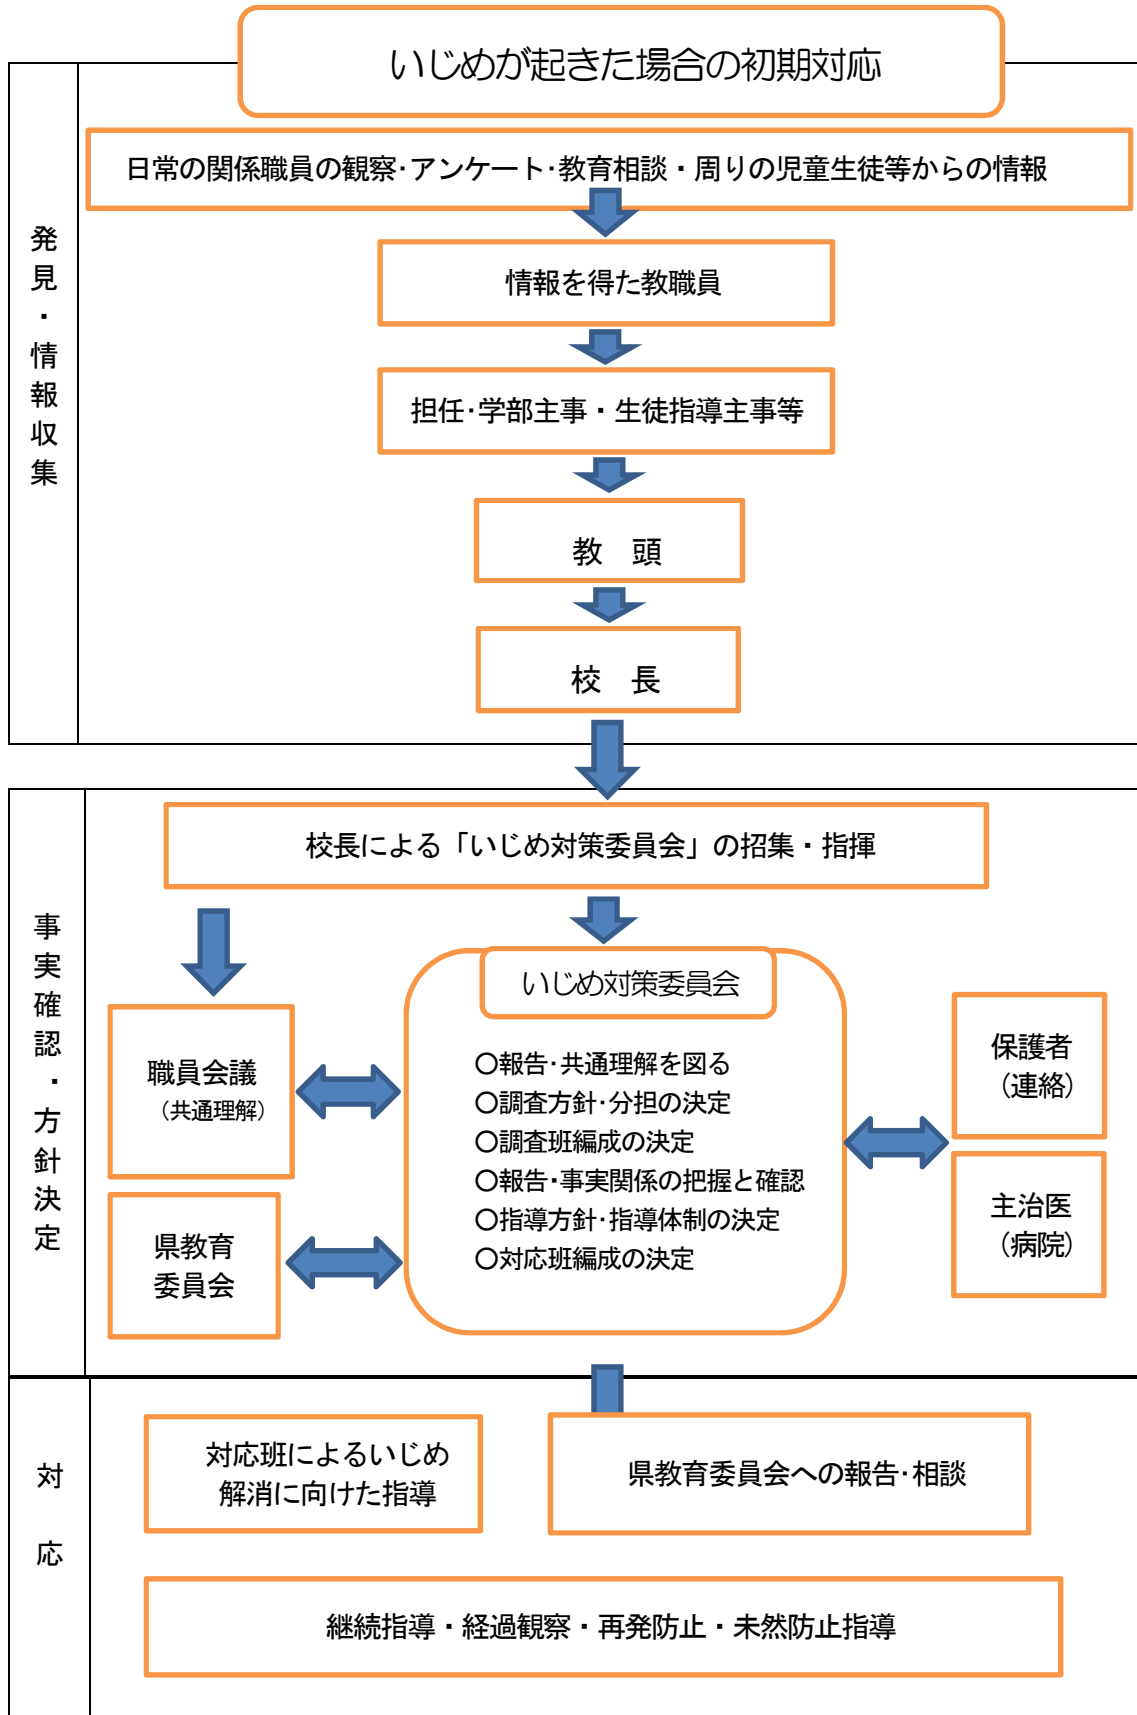 いじめが起きた場合の初期対応
日常の関係職員の観察・アンケート・教育相談・周りの児童生徒等からの情報
発見・情報収集
情報を得た教職員
担任・学部主事・生徒指導主事等
教　頭
校　長
校長による「いじめ対策委員会」の招集・指揮
事実確認・方針決定
いじめ対策委員会
職員会議
（共通理解）
県教育
委員会
〇報告・共通理解を図る
〇調査方針・分担の決定
〇調査班編成の決定
〇報告・事実関係の把握と確認
〇指導方針・指導体制の決定
〇対応班編成の決定
保護者
（連絡）
主治医
（病院）
対応
対応班によるいじめ
解消に向けた指導
県教育委員会への報告・相談
継続指導・経過観察・再発防止・未然防止指導